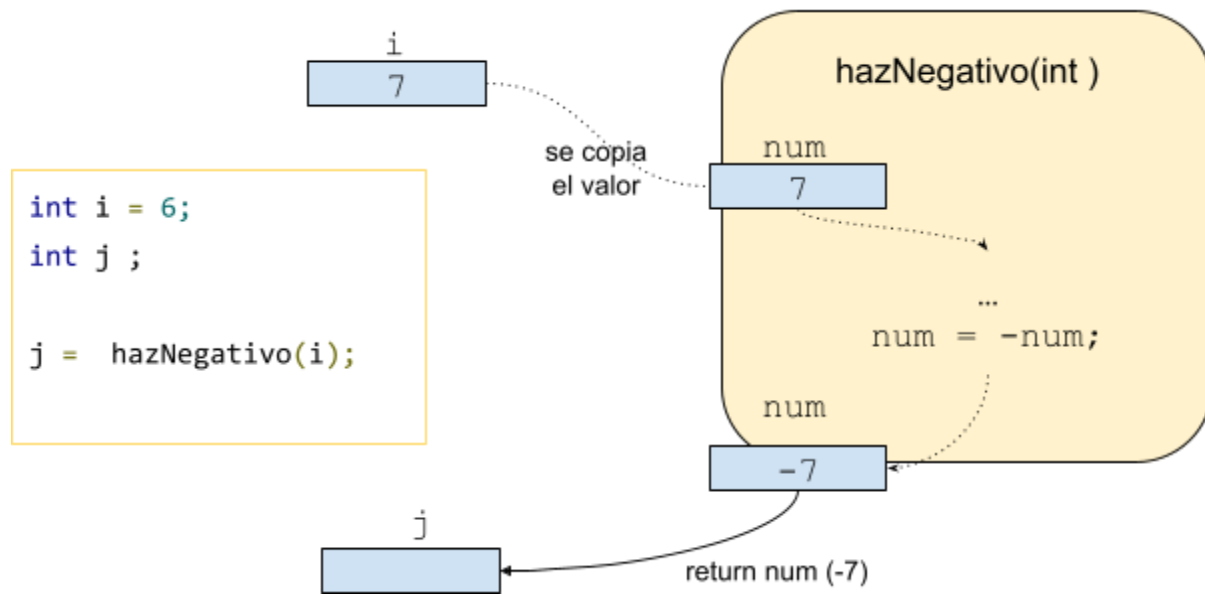 i
7
hazNegativo(int )
se copia
el valor
num
7
int i = 6;
int j ;
j =  hazNegativo(i);
…
num = -num;
num
-7
j
return num (-7)